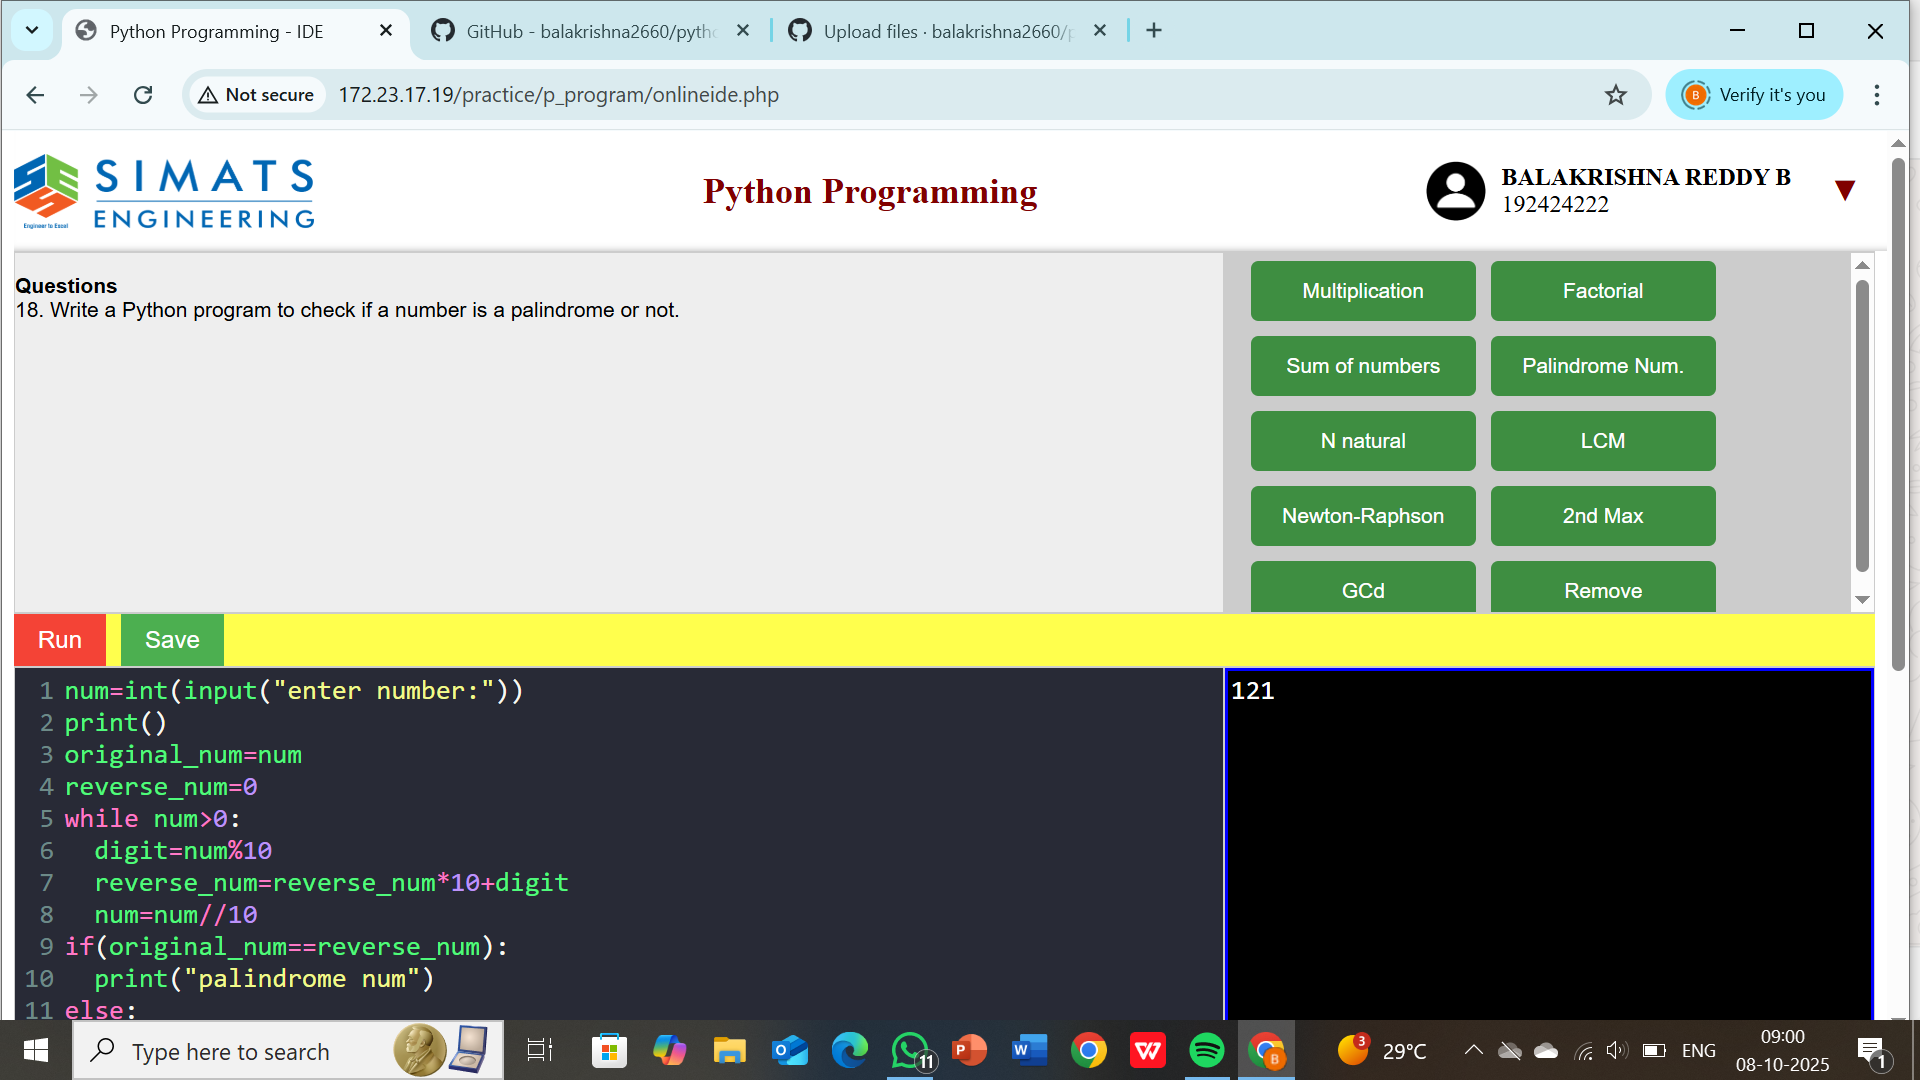 Python Programming - IDE
GitHub - balakrishna2660/pytho
Upload files · balakrishna2660/p
Not secure
172.23.17.19/practice/p_program/onlineide.php
B
Verify it's you
SIMATS
ENGINEERING
Engineer to Excel
Python Programming
BALAKRISHNA REDDY B
192424222
Questions
18. Write a Python program to check if a number is a palindrome or not.
Multiplication
Factorial
Sum of numbers
Palindrome Num.
N natural
LCM
Newton-Raphson
2nd Max
GCd
Remove
Run
Save
1 num=int(input("enter number:"))
2 print()
3 original_num=num
4 reverse_num=0
5 while num>0:
6 digit=num%10
7 reverse_num=reverse_num*10+digit
8 num=num//10
9 if(original_num==reverse_num):
10 print("palindrome num")
11 else:
121
Type here to search
11
P
W
W
B
3
29°C
ENG
09:00
08-10-2025
1